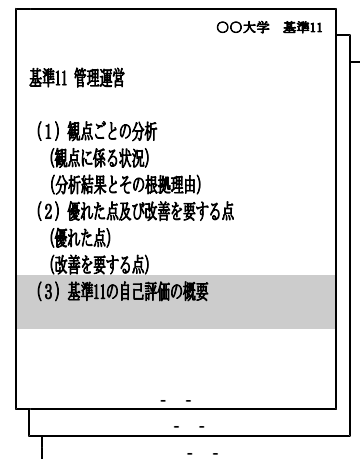 ○○大学　基準11
基準11 管理運営
（1）観点ごとの分析
（観点に係る状況）
（分析結果とその根拠理由）
（2）優れた点及び改善を要する点
（優れた点）
（改善を要する点）
（3）基準11の自己評価の概要
- -
- -
- -